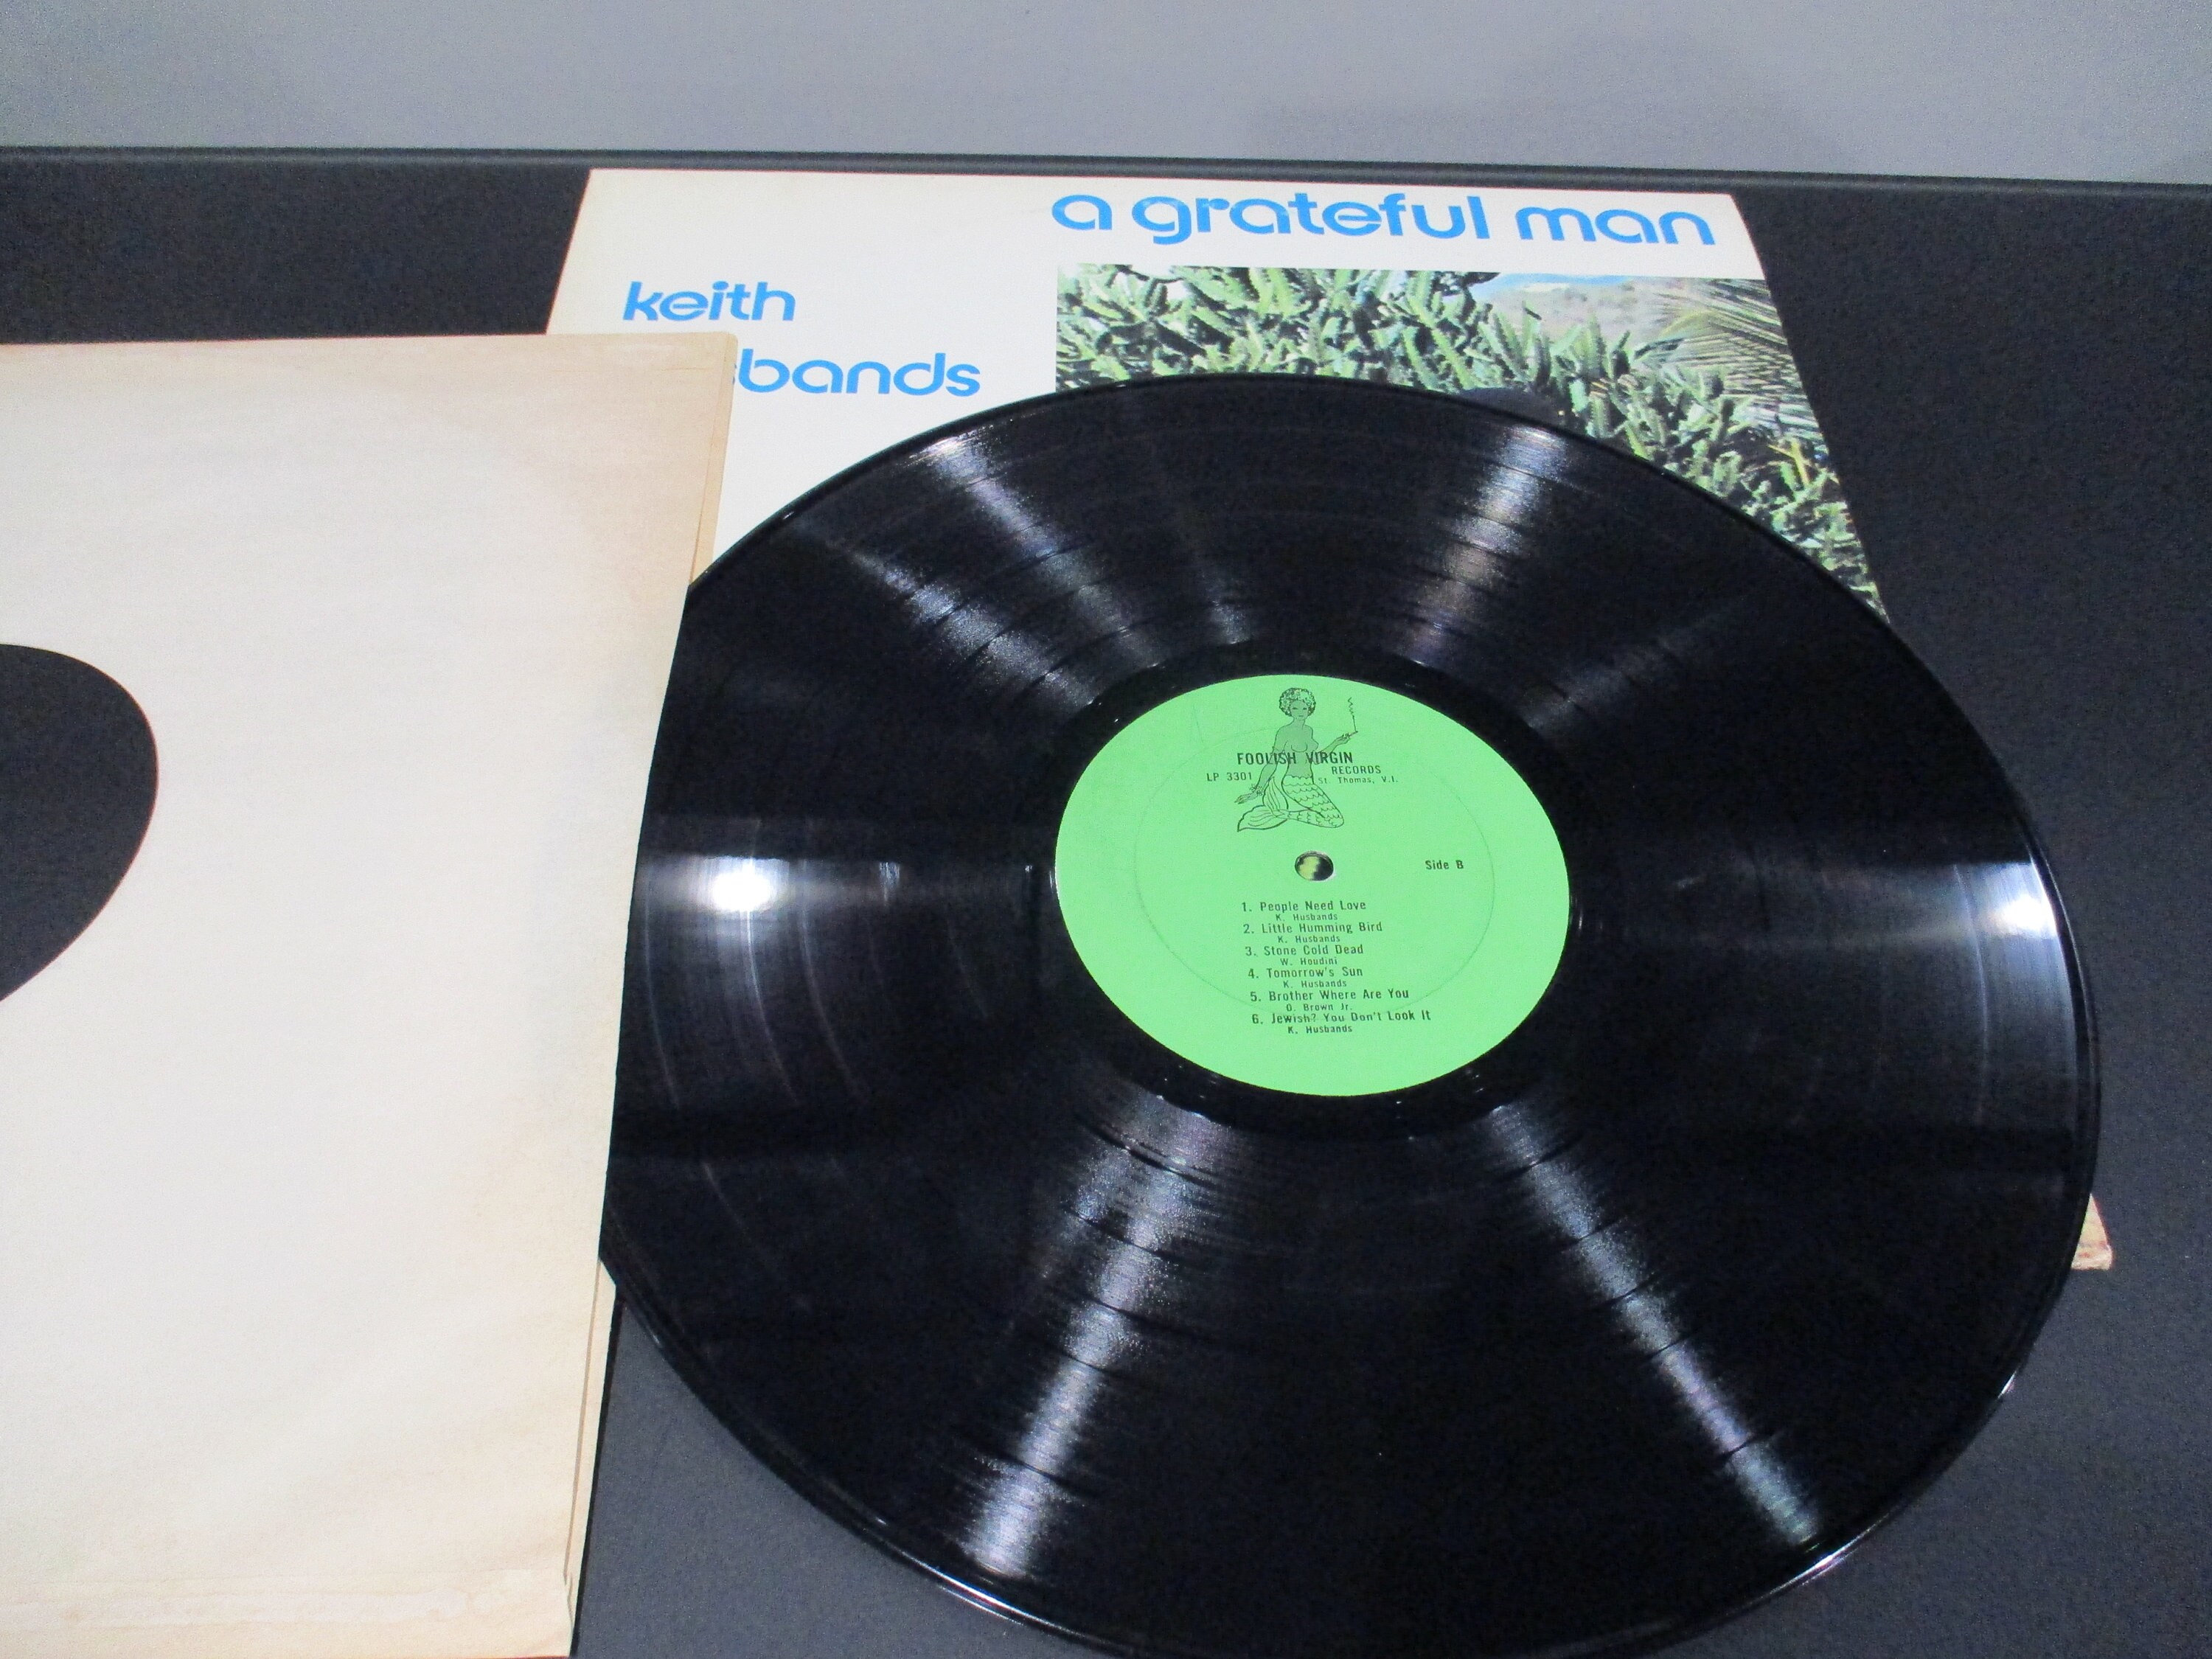 a grateful man
keith
sbands
FOOLISH VIRGIN
RECORDS
LP 3301
St. Thomas, V.I.
Side B
1. People Need Love
K. Husbands
2. Little Humming Bird
K. Husbands
3. Stone Cold Dead
W. Houdini
4. Tomorrow's Sun
K. Husbands
5. Brother Where Are You
O. Brown Jr.
6. Jewish? You Don't Look It
K. Husbands